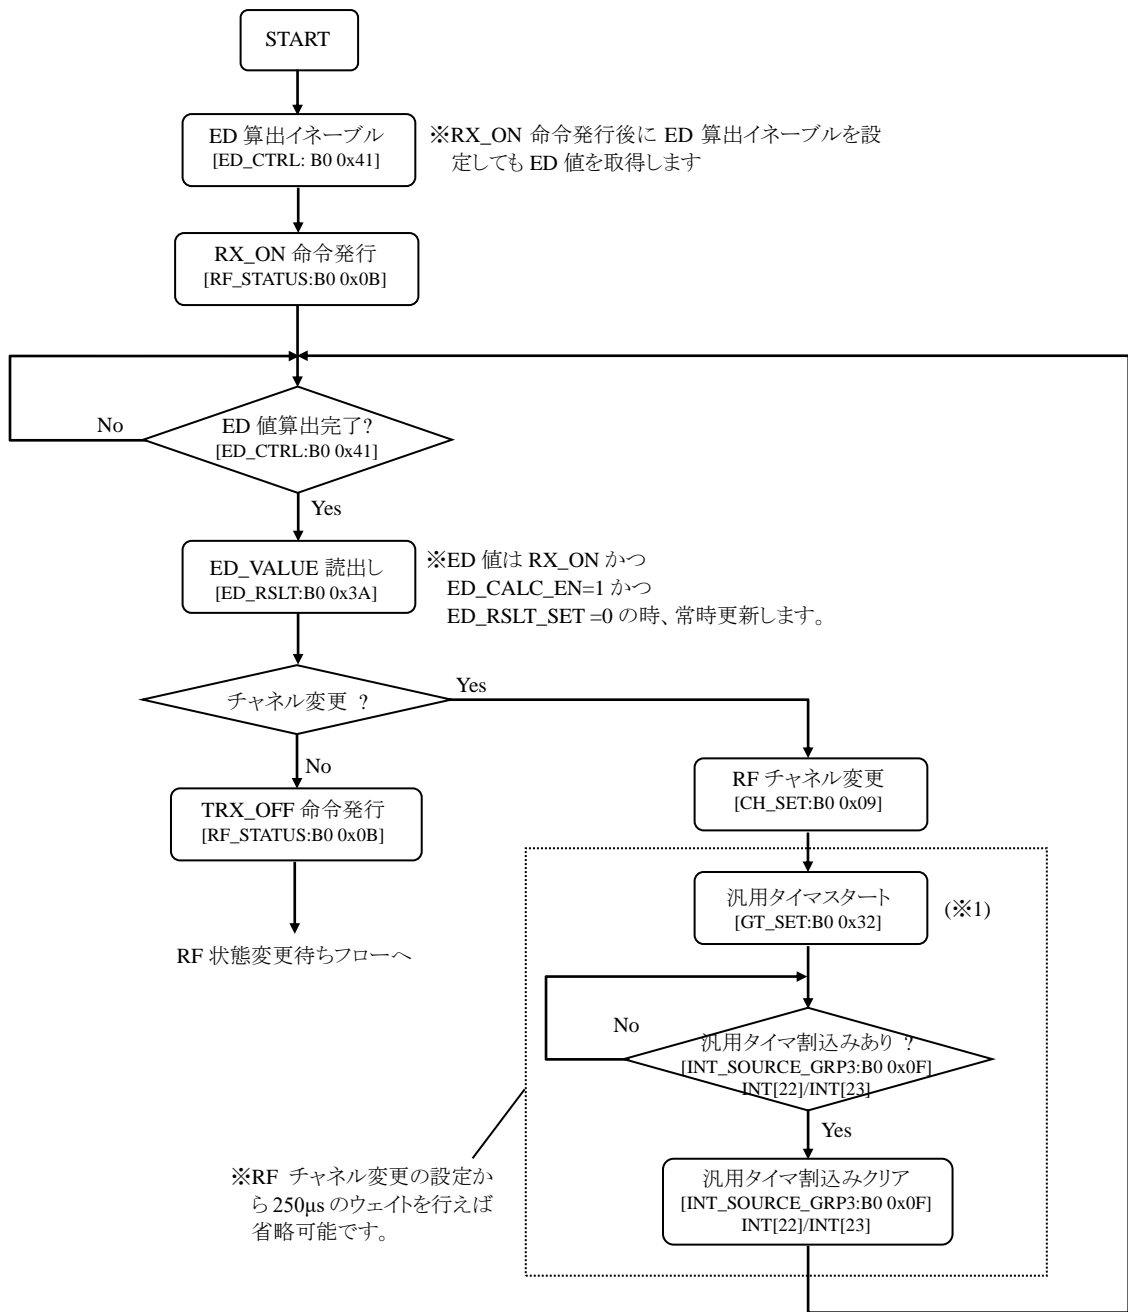 START
ED 算出イネーブル
[ED_CTRL: B0 0x41]
※RX_ON 命令発行後に ED 算出イネーブルを設
定しても ED 値を取得します
RX_ON 命令発行
[RF_STATUS:B0 0x0B]
No
ED 値算出完了?
[ED_CTRL:B0 0x41]
Yes
ED_VALUE 読出し
[ED_RSLT:B0 0x3A]
※ED 値は RX_ON かつ
ED_CALC_EN=1 かつ
ED_RSLT_SET =0 の時、常時更新します。
チャネル変更 ?
Yes
No
TRX_OFF 命令発行
[RF_STATUS:B0 0x0B]
RF 状態変更待ちフローへ
RF チャネル変更
[CH_SET:B0 0x09]
汎用タイマスタート
[GT_SET:B0 0x32]
(※1)
No
汎用タイマ割込みあり ?
[INT_SOURCE_GRP3:B0 0x0F]
INT[22]/INT[23]
Yes
汎用タイマ割込みクリア
[INT_SOURCE_GRP3:B0 0x0F]
INT[22]/INT[23]
※RF チャネル変更の設定か
ら 250μs のウェイトを行えば
省略可能です。